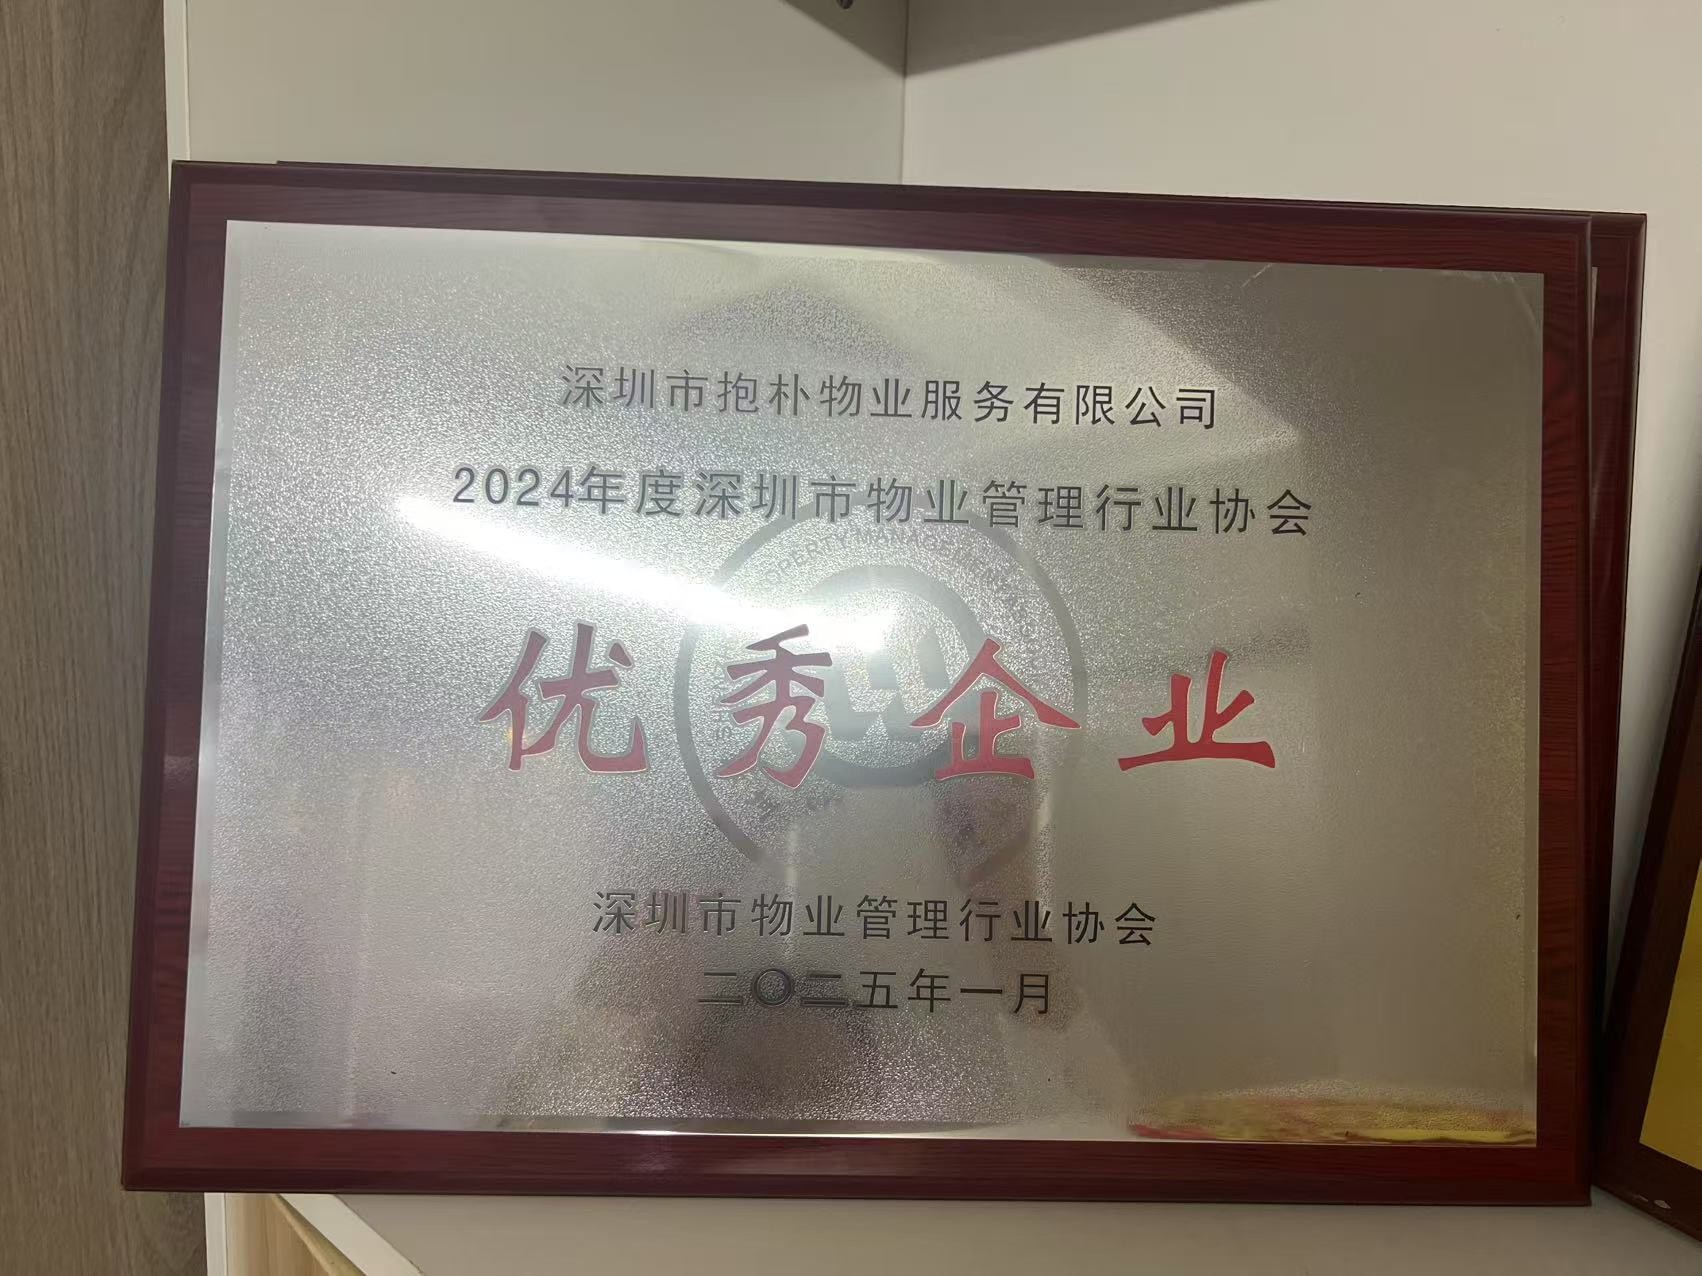 深圳市抱朴物业服务有限公司
2024年度深圳市物业管理行业协会
优秀企业
深圳市物业管理行业协会
二〇二五年一月